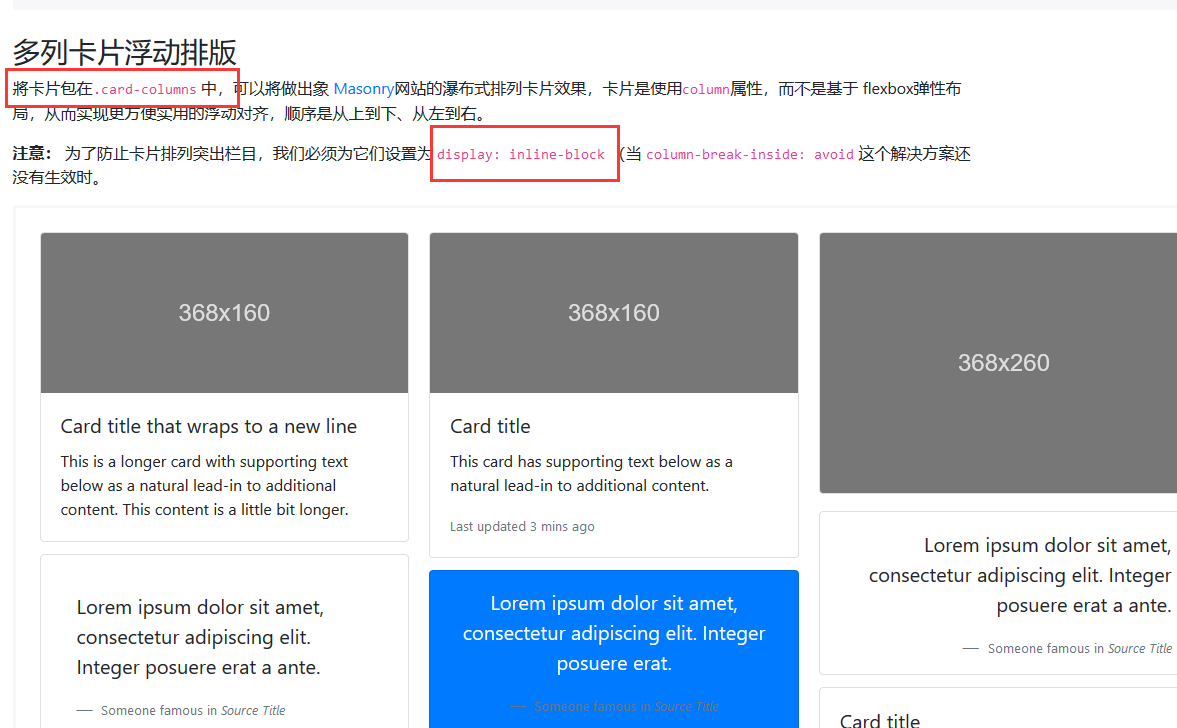 多列卡片浮动排版
将卡片包在.card-columns 中，可以将做出象 Masonry网站的瀑布式排列卡片效果，卡片是使用column属性，而不是基于 flexbox弹性布
局，从而实现更方便实用的浮动对齐，顺序是从上到下、从左到右。
注意： 为了防止卡片排列突出栏目，我们必须为它们设置为 display: inline-block (当 column-break-inside: avoid 这个解决方案还
没有生效时。
368x160
Card title that wraps to a new line
This is a longer card with supporting text
below as a natural lead-in to additional
content. This content is a little bit longer.
Lorem ipsum dolor sit amet,
consectetur adipiscing elit.
Integer posuere erat a ante.
— Someone famous in Source Title
368x160
Card title
This card has supporting text below as a
natural lead-in to additional content.
Last updated 3 mins ago
Lorem ipsum dolor sit amet,
consectetur adipiscing elit. Integer
posuere erat.
— Someone famous in Source Title
368x260
Lorem ipsum dolor sit amet,
consectetur adipiscing elit. Integer
posuere erat a ante.
— Someone famous in Source Title
Card title